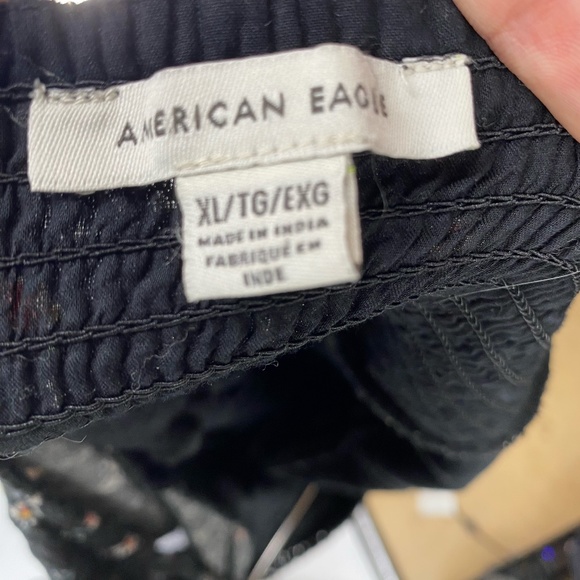 AMERICAN EAGLE
XL/TG/EXG
MADE IN INDIA
FABRIQUÉ EN
INDE